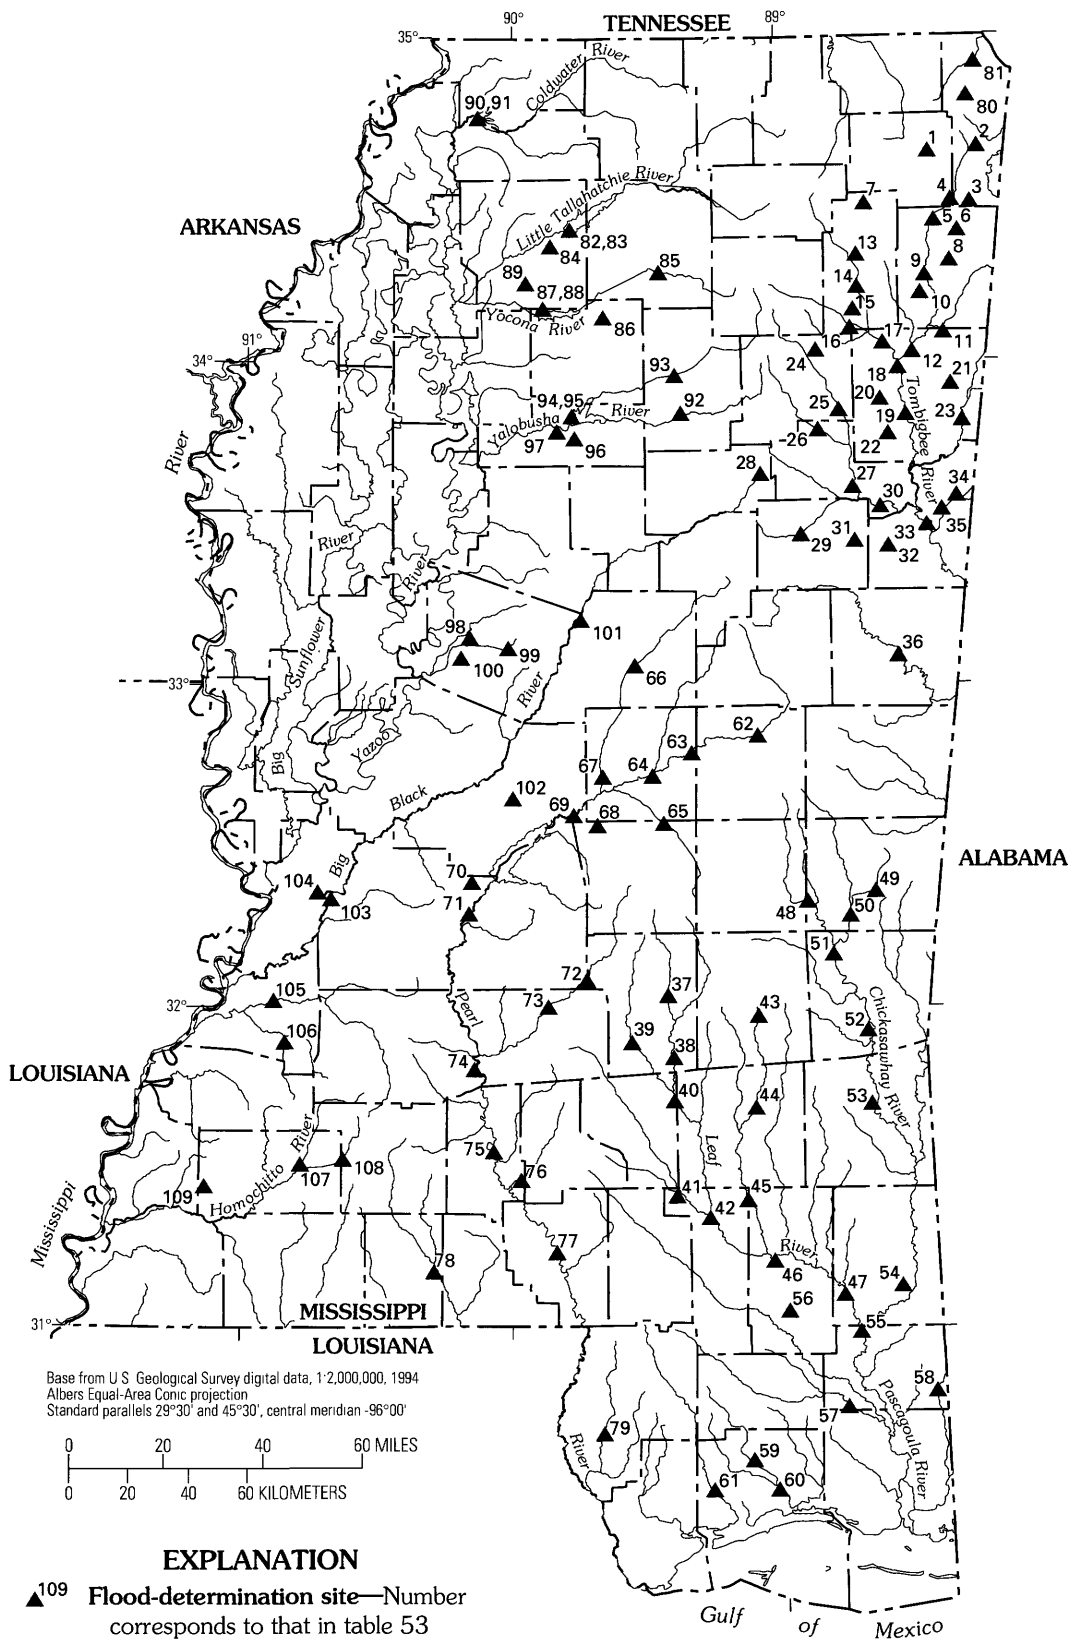 90°
TENNESSEE
89°
35°
Coldwater River
81
80
90,91
1
2
Little Tallahatchie River
7
4
3
5
6
ARKANSAS
82,83
84
13
8
9
85
89
14
10
87,88
15
Yocona River
86
91°
34°
16
17
12
11
24
18
21
93
94,95
92
20
25
19
23
Yalobusha River
26
22
97
96
Tombigbee River
River
28
27
30
34
35
33
31
29
32
River
River
98
99
100
101
36
Sunflower
66
33°
River
62
63
Yazoo
Big
67
64
102
Black
69
68
65
ALABAMA
Big
70
104
103
71
49
48
50
51
72
37
105
73
43
32°
Pearl
Chickasawhay River
52
106
39
38
LOUISIANA
74
40
44
53
River
Leaf
75
76
108
107
109
Homochitto
41
45
42
Mississippi
77
River
46
78
47
54
56
MISSISSIPPI
55
31°
LOUISIANA
58
Pascagoula River
57
79
River
59
61
60
Base from U S Geological Survey digital data, 1:2,000,000, 1994
Albers Equal-Area Conic projection
Standard parallels 29°30' and 45°30', central meridian -96°00'
0 20 40 60 MILES
0 20 40 60 KILOMETERS
EXPLANATION
109 Flood-determination site—Number
corresponds to that in table 53
Gulf of Mexico